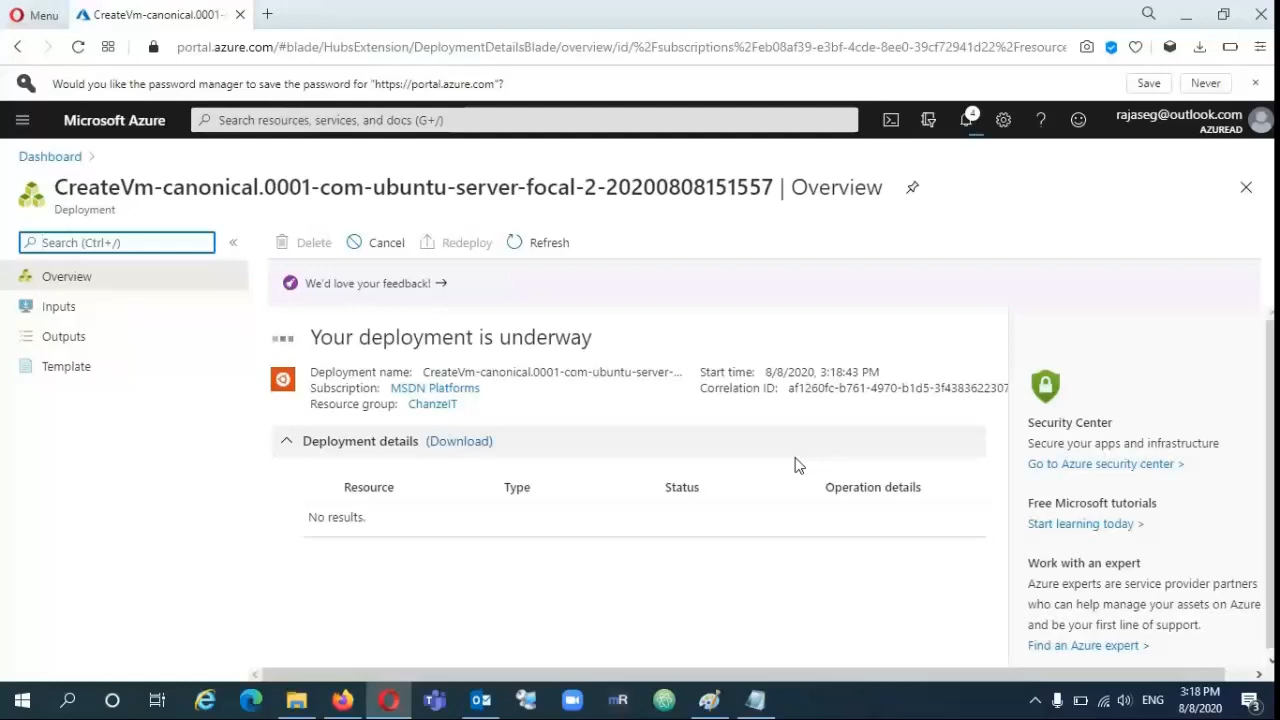 Menu
CreateVm-canonical.0001-
portal.azure.com/#blade/HubsExtension/DeploymentDetailsBlade/overview/id/%2Fsubscriptions%2Feb08af39-e3bf-4cde-8ee0-39cf72941d22%2Fresource
Would you like the password manager to save the password for "https://portal.azure.com"?
Save
Never
Microsoft Azure
Search resources, services, and docs (G+/)
4
rajaseg@outlook.com
AZUREAD
Dashboard >
CreateVm-canonical.0001-com-ubuntu-server-focal-2-20200808151557 | Overview
Deployment
Search (Ctrl+/)
«
Delete
Cancel
Redeploy
Refresh
Overview
Inputs
Outputs
Template
We'd love your feedback! →
Your deployment is underway
Deployment name: CreateVm-canonical.0001-com-ubuntu-server-...
Subscription: MSDN Platforms
Resource group: ChanzeIT
Start time: 8/8/2020, 3:18:43 PM
Correlation ID: af1260fc-b761-4970-b1d5-3f4383622307
Deployment details (Download)
Resource
Type
Status
Operation details
No results.
Security Center
Secure your apps and infrastructure
Go to Azure security center >
Free Microsoft tutorials
Start learning today >
Work with an expert
Azure experts are service provider partners
who can help manage your assets on Azure
and be your first line of support.
Find an Azure expert >
mR
ENG
3:18 PM
8/8/2020
3